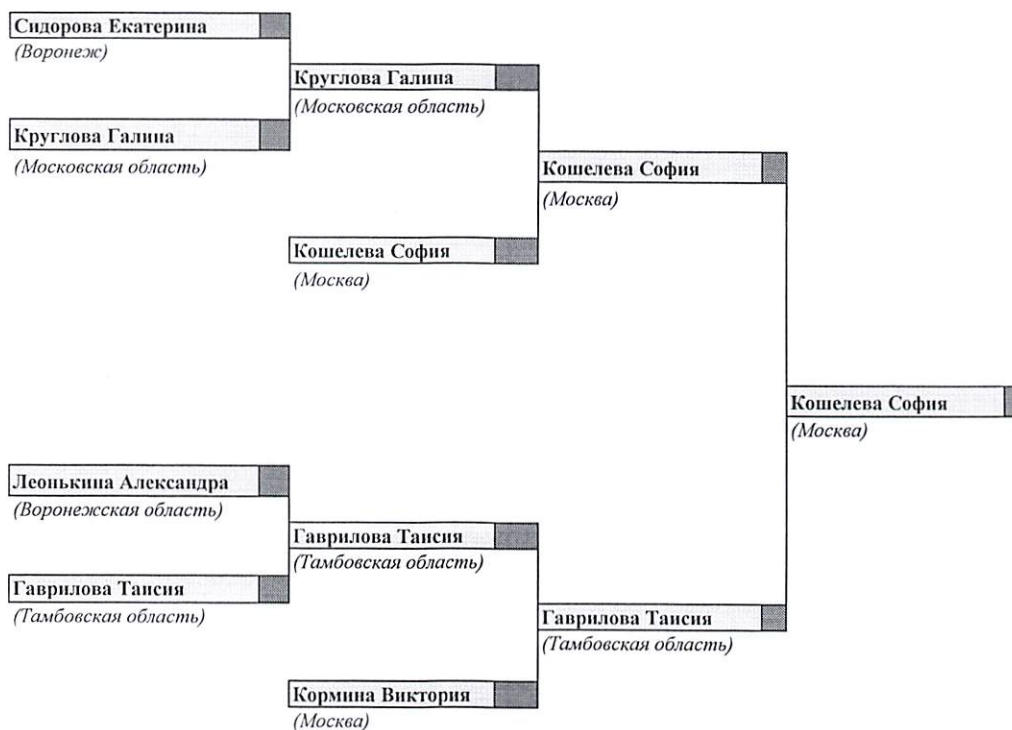 Сидорова Екатерина
(Воронеж)
Круглова Галина
(Московская область)
Круглова Галина
(Московская область)
Кошелева София
(Москва)
Кошелева София
(Москва)
Кошелева София
(Москва)
Леонькина Александра
(Воронежская область)
Гаврилова Таисия
(Тамбовская область)
Гаврилова Таисия
(Тамбовская область)
Гаврилова Таисия
(Тамбовская область)
Кормина Виктория
(Москва)